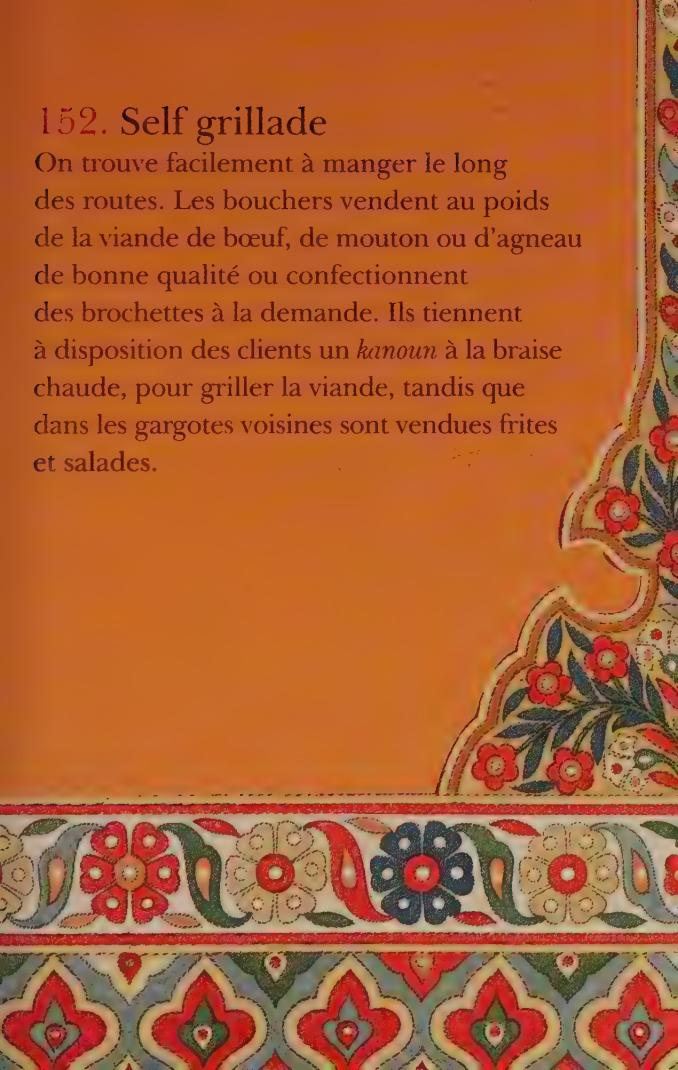 152. Self grillade
On trouve facilement à manger le long
des routes. Les bouchers vendent au poids
de la viande de bœuf, de mouton ou d’agneau
de bonne qualité ou confectionnent
des brochettes à la demande. Ils tiennent
à disposition des clients un kanoun à la braise
chaude, pour griller la viande, tandis que
dans les gargotes voisines sont vendues frites
et salades.